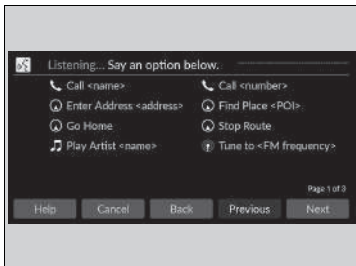 Listening... Say an option below.
Call <name> Call <number>
Enter Address <address> Find Place <POI>
Go Home Stop Route
Play Artist <name> Tune to <FM frequency>
Page 1 of 3
Help Cancel Back Previous Next